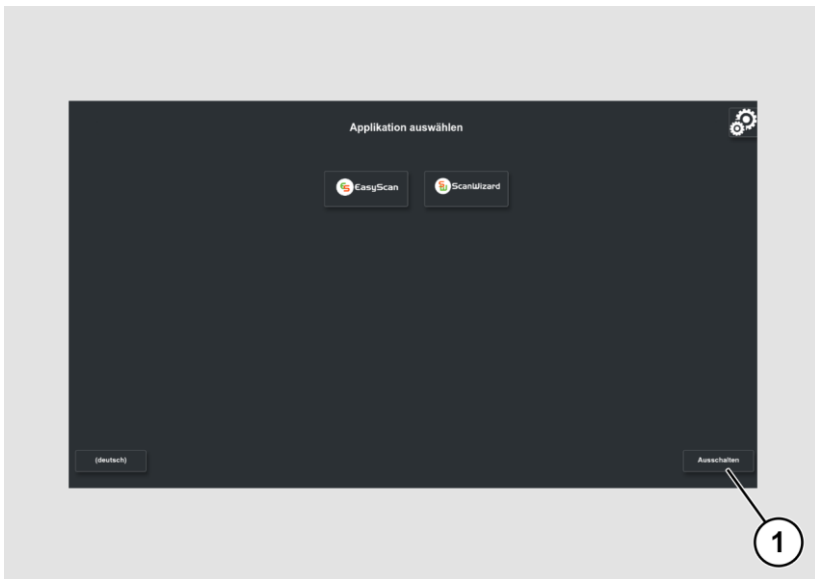 Applikation auswählen
EasyScan
ScanWizard
(deutsch)
Ausschalten
1